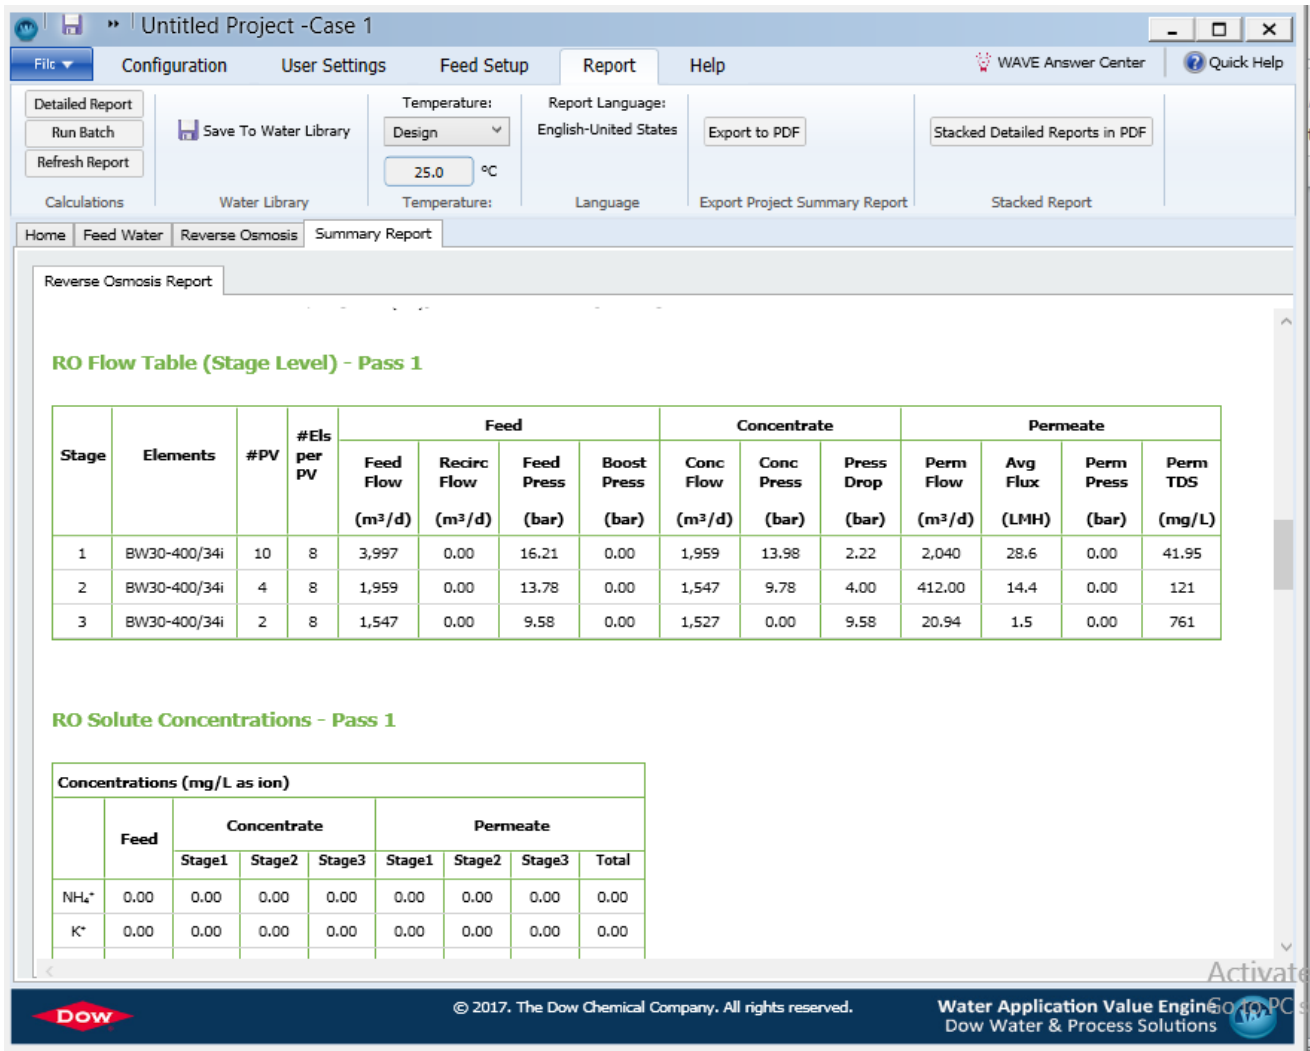 Untitled Project -Case 1
File Configuration User Settings Feed Setup Report Help WAVE Answer Center Quick Help
Detailed Report
Run Batch
Refresh Report
Calculations
Save To Water Library
Water Library
Temperature:
Design
25.0 ºC
Temperature:
Report Language:
English-United States
Language
Export to PDF
Export Project Summary Report
Stacked Detailed Reports in PDF
Stacked Report
Home Feed Water Reverse Osmosis Summary Report
Reverse Osmosis Report
RO Flow Table (Stage Level) - Pass 1
Stage Elements #PV #Els per PV Feed Concentrate Permeate
Feed Flow Recirc Flow Feed Press Boost Press Conc Flow Conc Press Press Drop Perm Flow Avg Flux Perm Press Perm TDS
(m³/d) (m³/d) (bar) (bar) (m³/d) (bar) (bar) (m³/d) (LMH) (bar) (mg/L)
1 BW30-400/34i 10 8 3,997 0.00 16.21 0.00 1,959 13.98 2.22 2,040 28.6 0.00 41.95
2 BW30-400/34i 4 8 1,959 0.00 13.78 0.00 1,547 9.78 4.00 412.00 14.4 0.00 121
3 BW30-400/34i 2 8 1,547 0.00 9.58 0.00 1,527 0.00 9.58 20.94 1.5 0.00 761
RO Solute Concentrations - Pass 1
Concentrations (mg/L as ion)
Feed Concentrate Permeate
Stage1 Stage2 Stage3 Stage1 Stage2 Stage3 Total
NH₄⁺ 0.00 0.00 0.00 0.00 0.00 0.00 0.00 0.00
K⁺ 0.00 0.00 0.00 0.00 0.00 0.00 0.00 0.00
Activate
Go to PC s
DOW
© 2017. The Dow Chemical Company. All rights reserved.
Water Application Value Engine
Dow Water & Process Solutions